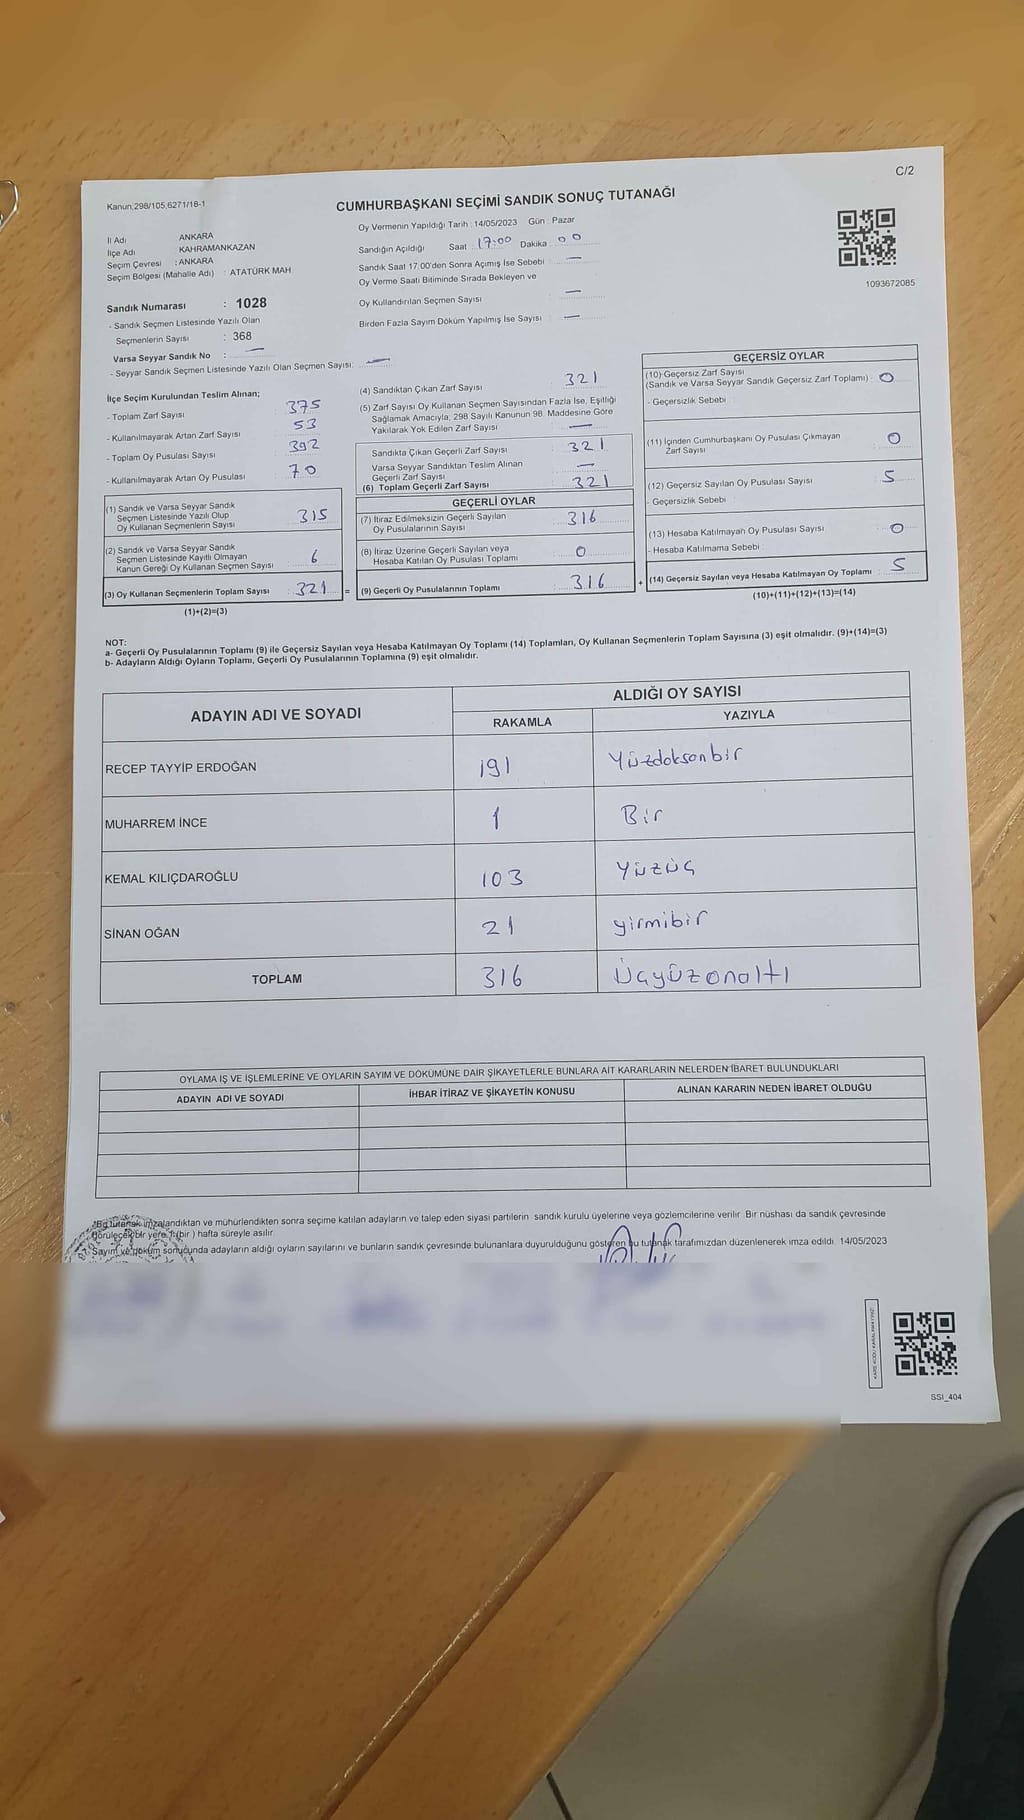 C/2
Kanun,298/105,6271/18-1
CUMHURBAŞKANI SEÇİMİ SANDIK SONUÇ TUTANAĞI
İl Adı ANKARA
İlçe Adı KAHRAMANKAZAN
Seçim Çevresi : ANKARA
Seçim Bölgesi (Mahalle Adı) : ATATÜRK MAH
Sandık Numarası : 1028
- Sandık Seçmen Listesinde Yazılı Olan
Seçmenlerin Sayısı : 368
Varsa Seyyar Sandık No : —
- Seyyar Sandık Seçmen Listesinde Yazılı Olan Seçmen Sayısı: —
Oy Vermenin Yapıldığı Tarih : 14/05/2023 Gün : Pazar
Sandığın Açıldığı Saat : 17:00 Dakika : 00
Sandık Saat 17:00'den Sonra Açımış İse Sebebi : —
Oy Verme Saati Bitiminde Sırada Bekleyen ve
Oy Kullandırılan Seçmen Sayısı : —
Birden Fazla Sayım Döküm Yapılmış İse Sayısı : —
1093672085
İlçe Seçim Kurulundan Teslim Alınan;
- Toplam Zarf Sayısı : 375
- Kullanılmayarak Artan Zarf Sayısı : 53
- Toplam Oy Pusulası Sayısı : 392
- Kullanılmayarak Artan Oy Pusulası : 70
(1) Sandık ve Varsa Seyyar Sandık
Seçmen Listesinde Yazılı Olup
Oy Kullanan Seçmenlerin Sayısı : 315
(2) Sandık ve Varsa Seyyar Sandık
Seçmen Listesinde Kayıtlı Olmayan
Kanun Gereği Oy Kullanan Seçmen Sayısı : 6
(3) Oy Kullanan Seçmenlerin Toplam Sayısı : 321 =
(1)+(2)=(3)
(4) Sandıktan Çıkan Zarf Sayısı : 321
(5) Zarf Sayısı Oy Kullanan Seçmen Sayısından Fazla İse, Eşitliği
Sağlamak Amacıyla, 298 Sayılı Kanunun 98. Maddesine Göre
Yakılarak Yok Edilen Zarf Sayısı : —
Sandıkta Çıkan Geçerli Zarf Sayısı : 321
Varsa Seyyar Sandıktan Teslim Alınan
Geçerli Zarf Sayısı : —
(6) Toplam Geçerli Zarf Sayısı : 321
GEÇERLİ OYLAR
(7) İtiraz Edilmeksizin Geçerli Sayılan
Oy Pusulalarının Sayısı : 316
(8) İtiraz Üzerine Geçerli Sayılan veya
Hesaba Katılan Oy Pusulası Toplamı : 0
(9) Geçerli Oy Pusulalarının Toplamı : 316 +
GEÇERSİZ OYLAR
(10) Geçersiz Zarf Sayısı
(Sandık ve Varsa Seyyar Sandık Geçersiz Zarf Toplamı) : 0
- Geçersizlik Sebebi :
(11) İçinden Cumhurbaşkanı Oy Pusulası Çıkmayan
Zarf Sayısı : 0
(12) Geçersiz Sayılan Oy Pusulası Sayısı : 5
- Geçersizlik Sebebi :
(13) Hesaba Katılmayan Oy Pusulası Sayısı : 0
- Hesaba Katılmama Sebebi :
(14) Geçersiz Sayılan veya Hesaba Katılmayan Oy Toplamı : 5
(10)+(11)+(12)+(13)=(14)
NOT:
a- Geçerli Oy Pusulalarının Toplamı (9) ile Geçersiz Sayılan veya Hesaba Katılmayan Oy Toplamı (14) Toplamları, Oy Kullanan Seçmenlerin Toplam Sayısına (3) eşit olmalıdır. (9)+(14)=(3)
b- Adayların Aldığı Oyların Toplamı, Geçerli Oy Pusulalarının Toplamına (9) eşit olmalıdır.
ADAYIN ADI VE SOYADI ALDIĞI OY SAYISI
RAKAMLA YAZIYLA
RECEP TAYYİP ERDOĞAN 191 Yüzdoksanbir
MUHARREM İNCE 1 Bir
KEMAL KILIÇDAROĞLU 103 Yüzüç
SİNAN OĞAN 21 yirmibir
TOPLAM 316 Üçyüzonaltı
OYLAMA İŞ VE İŞLEMLERİNE VE OYLARIN SAYIM VE DÖKÜMÜNE DAİR ŞİKAYETLERLE BUNLARA AİT KARARLARIN NELERDEN İBARET BULUNDUKLARI
ADAYIN ADI VE SOYADI İHBAR İTİRAZ VE ŞİKAYETİN KONUSU ALINAN KARARIN NEDEN İBARET OLDUĞU
*Bu tutanak imzalandıktan ve mühürlendikten sonra seçime katılan adayların ve talep eden siyasi partilerin sandık kurulu üyelerine veya gözlemcilerine verilir. Bir nüshası da sandık çevresinde
görülecek bir yere 1 (bir ) hafta süreyle asılır.
*Sayım ve döküm sonucunda adayların aldığı oyların sayılarını ve bunların sandık çevresinde bulunanlara duyurulduğunu gösteren bu tutanak tarafımızdan düzenlenerek imza edildi. 14/05/2023
SSI_404